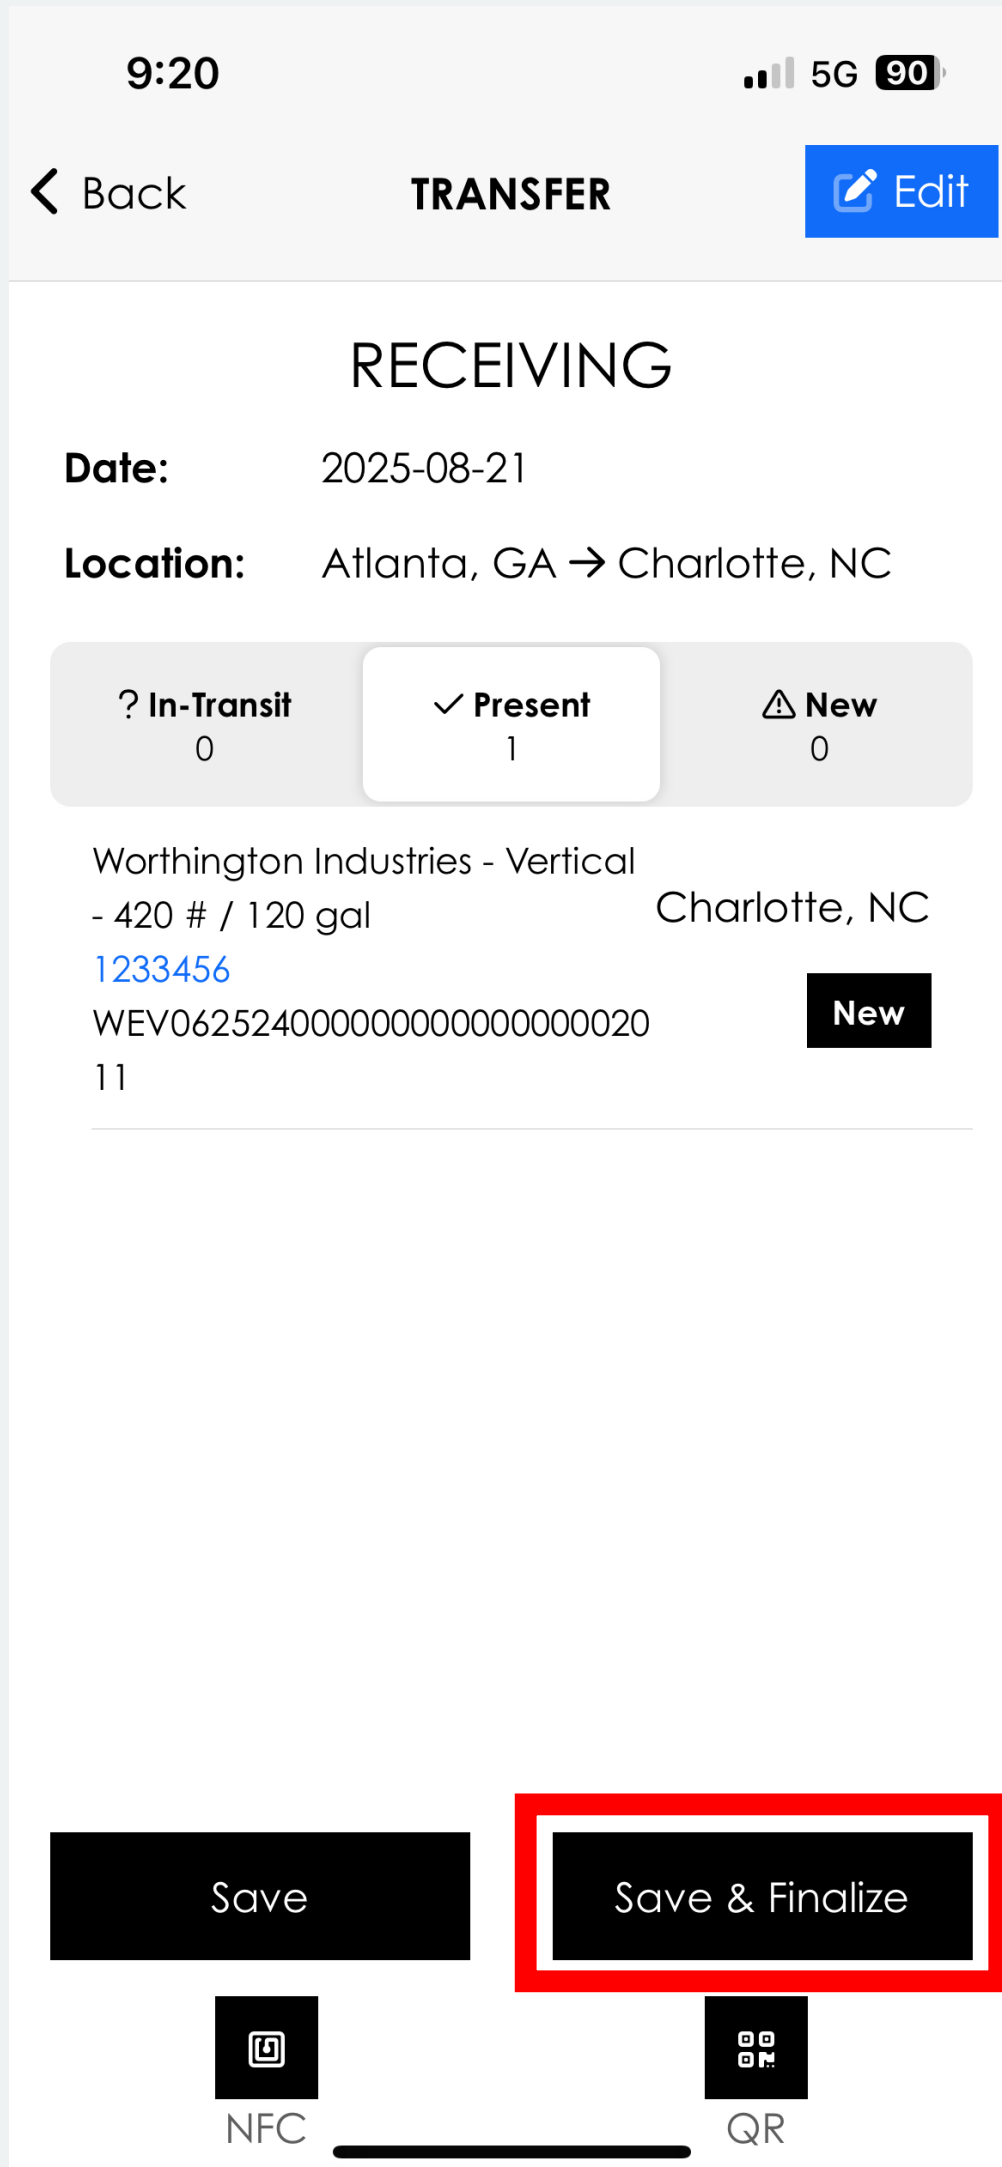 9:20
5G 90
Back
TRANSFER
Edit
RECEIVING
Date: 2025-08-21
Location: Atlanta, GA → Charlotte, NC
? In-Transit
0
✓ Present
1
⚠ New
0
Worthington Industries - Vertical
- 420 # / 120 gal
Charlotte, NC
1233456
WEV062524000000000000000020
11
New
Save
Save & Finalize
NFC
QR